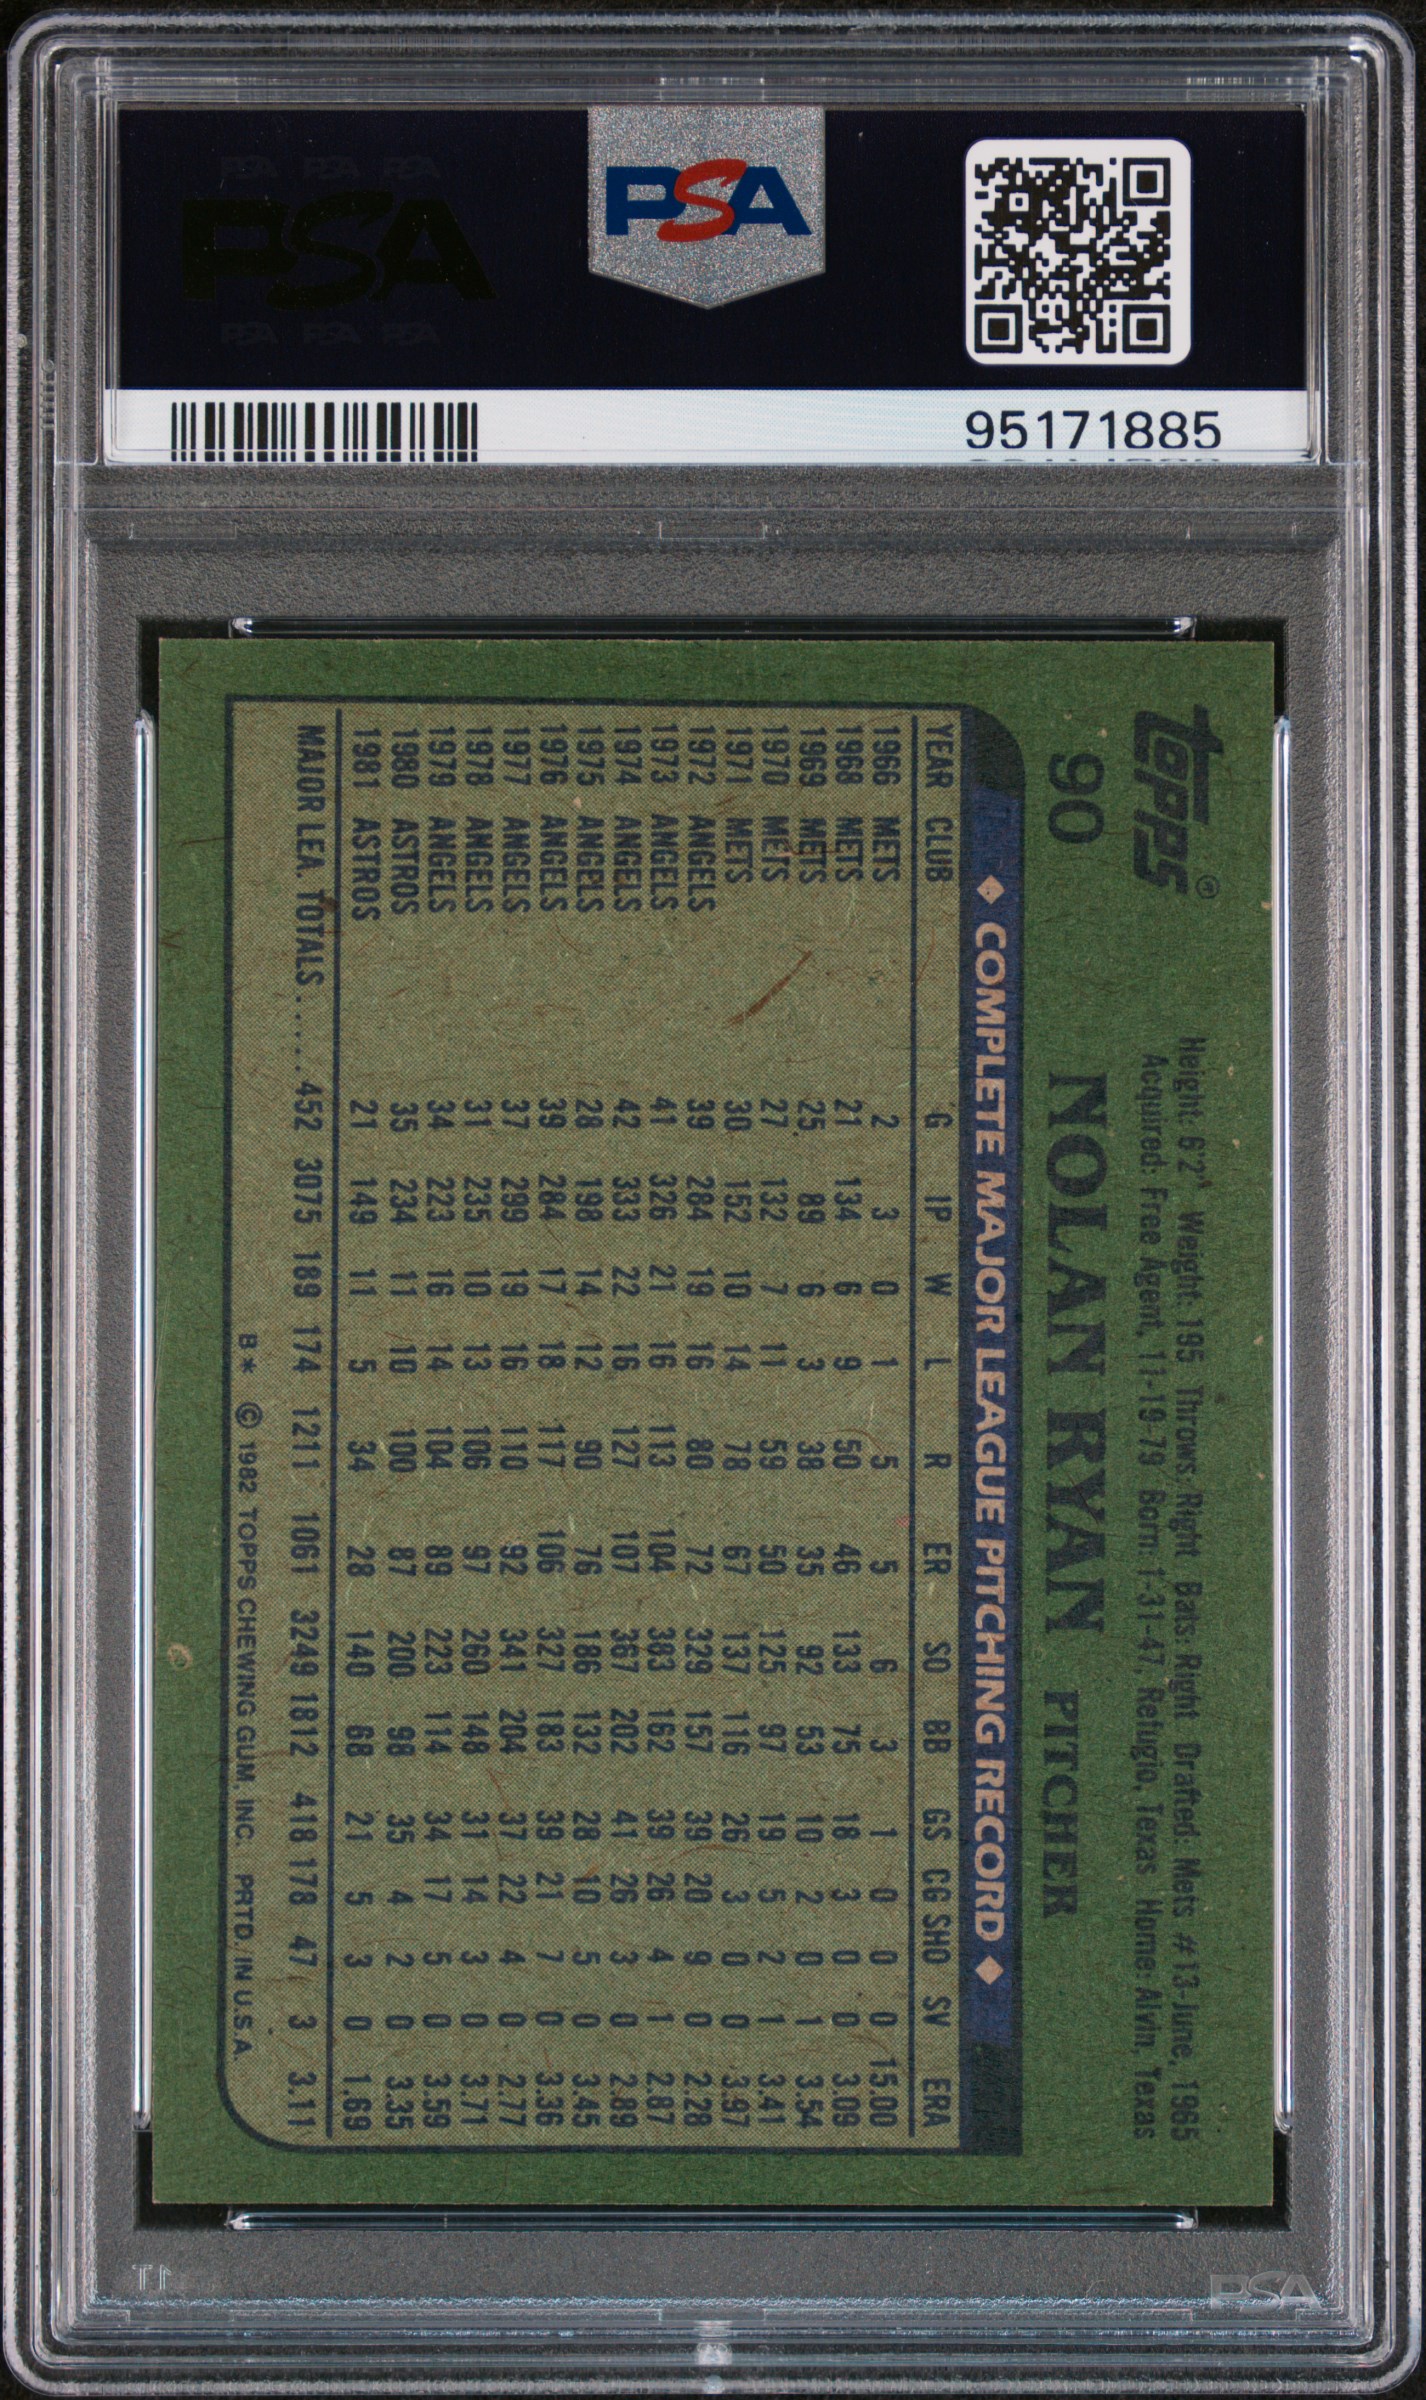 PSA PSA PSA
PSA
PSA PSA PSA
PSA
95171885
Topps®
Height: 6'2" Weight: 195 Throws: Right Bats: Right Drafted: Mets #13-June, 1965
Acquired: Free Agent, 11-19-79 Born: 1-31-47, Refugio, Texas Home: Alvin, Texas
90 NOLAN RYAN PITCHER
◆ COMPLETE MAJOR LEAGUE PITCHING RECORD ◆
YEAR CLUB G IP W L R ER SO BB GS CG SHO SV ERA
1966 METS 2 3 0 1 5 5 6 3 1 0 0 0 15.00
1968 METS 21 134 6 9 50 46 133 75 18 3 0 0 3.09
1969 METS 25 89 6 3 38 35 92 53 10 2 0 1 3.54
1970 METS 27 132 7 11 59 50 125 97 19 5 2 1 3.41
1971 METS 30 152 10 14 78 67 137 116 26 3 0 0 3.97
1972 ANGELS 39 284 19 16 80 72 329 157 39 20 9 0 2.28
1973 ANGELS 41 326 21 16 113 104 383 162 39 26 4 1 2.87
1974 ANGELS 42 333 22 16 127 107 367 202 41 26 3 0 2.89
1975 ANGELS 28 198 14 12 90 76 186 132 28 10 5 0 3.45
1976 ANGELS 39 284 17 18 117 106 327 183 39 21 7 0 3.36
1977 ANGELS 37 299 19 16 110 92 341 204 37 22 4 0 2.77
1978 ANGELS 31 235 10 13 106 97 260 148 31 14 3 0 3.71
1979 ANGELS 34 223 16 14 104 89 223 114 34 17 5 0 3.59
1980 ASTROS 35 234 11 10 100 87 200 98 35 4 2 0 3.35
1981 ASTROS 21 149 11 5 34 28 140 68 21 5 3 0 1.69
MAJOR LEA. TOTALS...... 452 3075 189 174 1211 1061 3249 1812 418 178 47 3 3.11
B* © 1982 TOPPS CHEWING GUM, INC. PRTD. IN U.S.A.
PSA